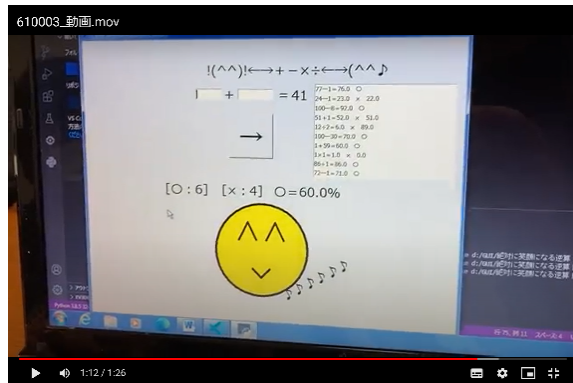 610003_動画.mov
!(^^)!⟷+−×÷⟷(^^♪
+ = 41
77−1=76.0 ○
24−1=23.0 × 22.0
100−8=92.0 ○
51+1=52.0 × 51.0
12÷2=6.0 × 89.0
100−30=70.0 ○
1+59=60.0 ○
1×1=1.0 × 0.0
86+1=86.0 ○
72−1=71.0 ○
→
[○:6] [×:4] ○=60.0%
^^
♪♪♪♪♪♪
1:12 / 1:26